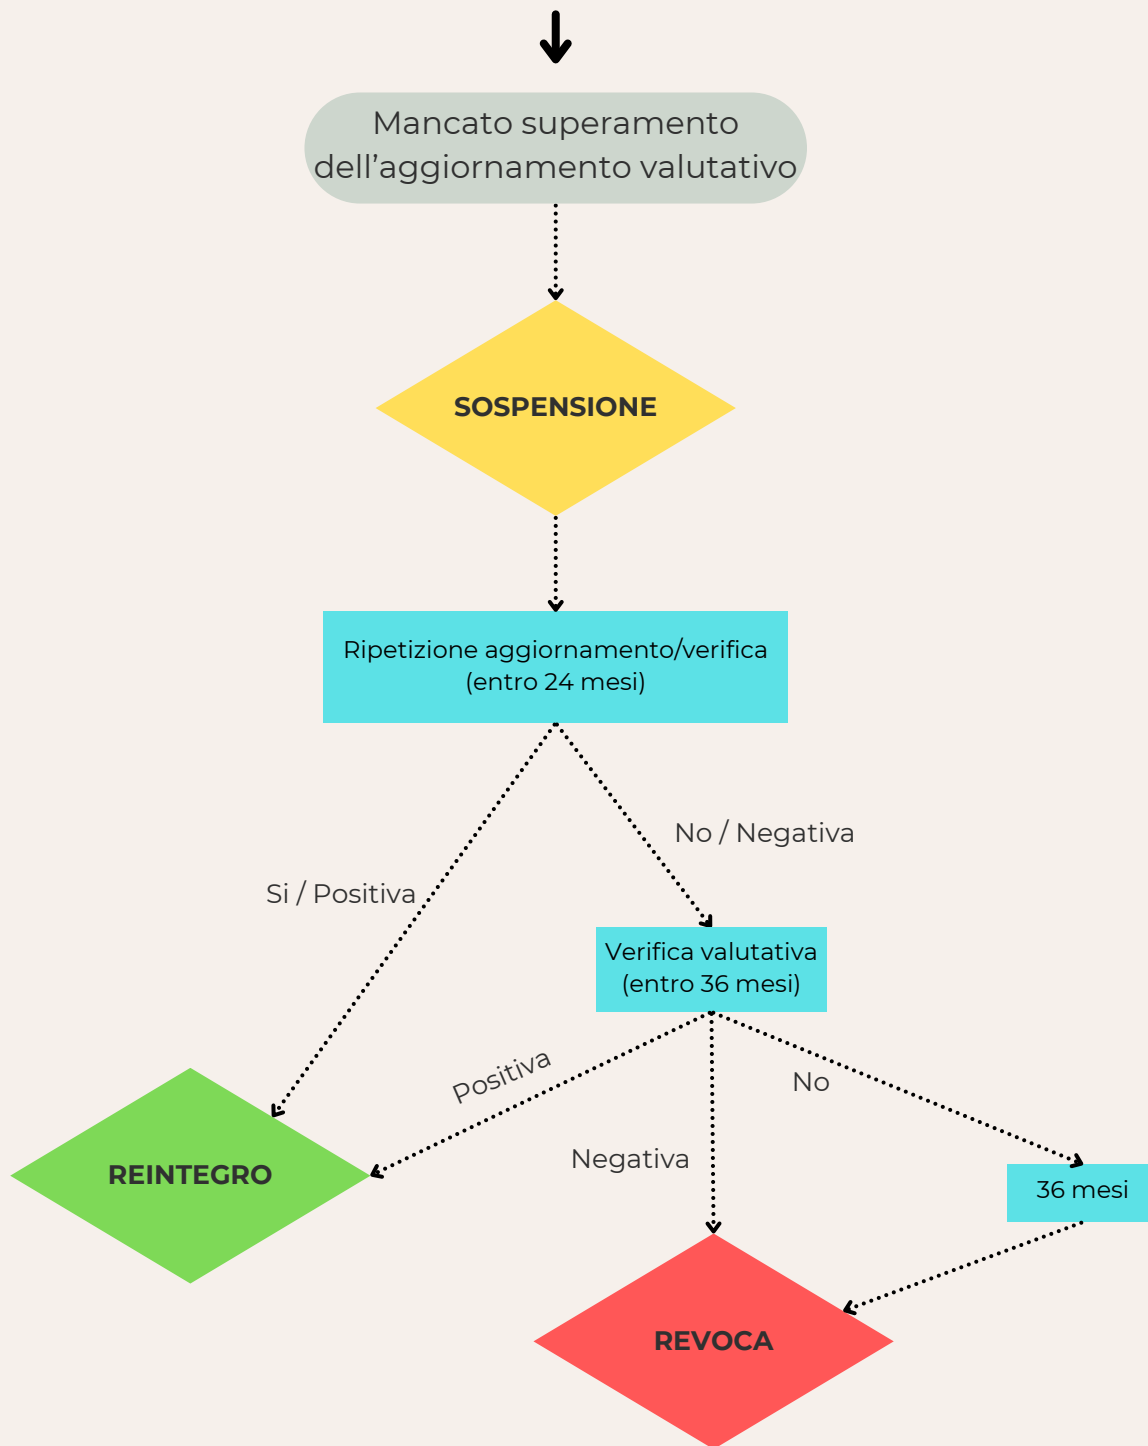 Mancato superamento
dell’aggiornamento valutativo
SOSPENSIONE
Ripetizione aggiornamento/verifica
(entro 24 mesi)
No / Negativa
Si / Positiva
Verifica valutativa
(entro 36 mesi)
Positiva
No
Negativa
REINTEGRO
36 mesi
REVOCA